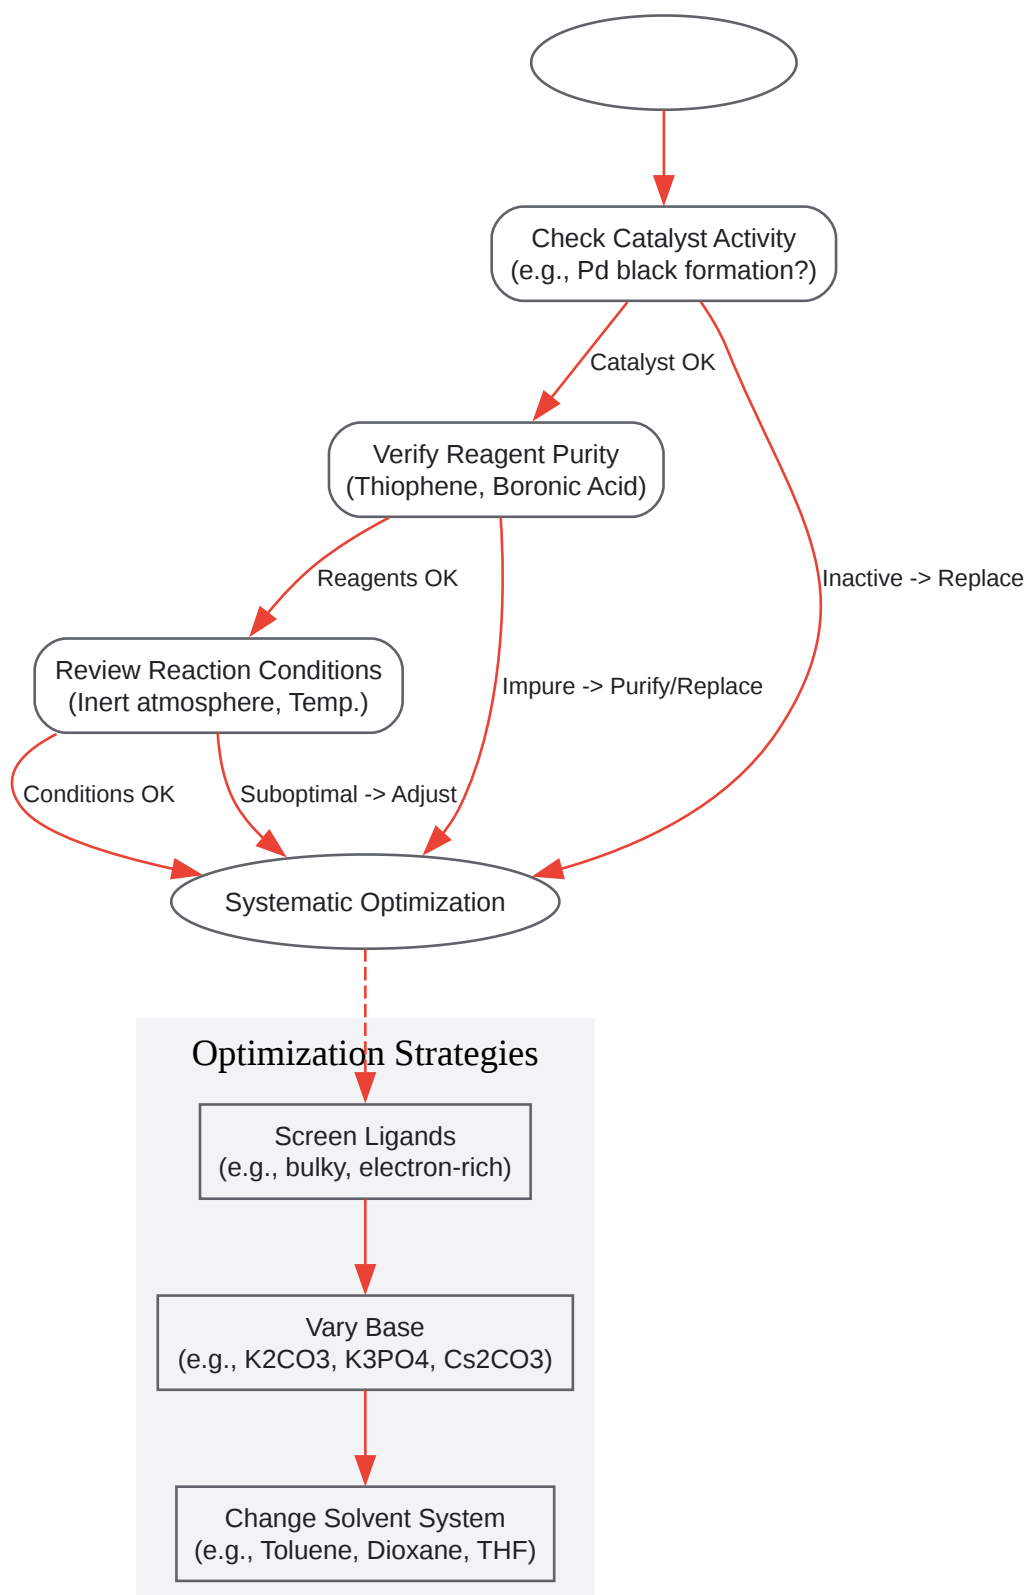 Check Catalyst Activity
(e.g., Pd black formation?)
Catalyst OK
Verify Reagent Purity
(Thiophene, Boronic Acid)
Reagents OK
Inactive -> Replace
Review Reaction Conditions
(Inert atmosphere, Temp.)
Impure -> Purify/Replace
Conditions OK
Suboptimal -> Adjust
Systematic Optimization
Optimization Strategies
Screen Ligands
(e.g., bulky, electron-rich)
Vary Base
(e.g., K2CO3, K3PO4, Cs2CO3)
Change Solvent System
(e.g., Toluene, Dioxane, THF)